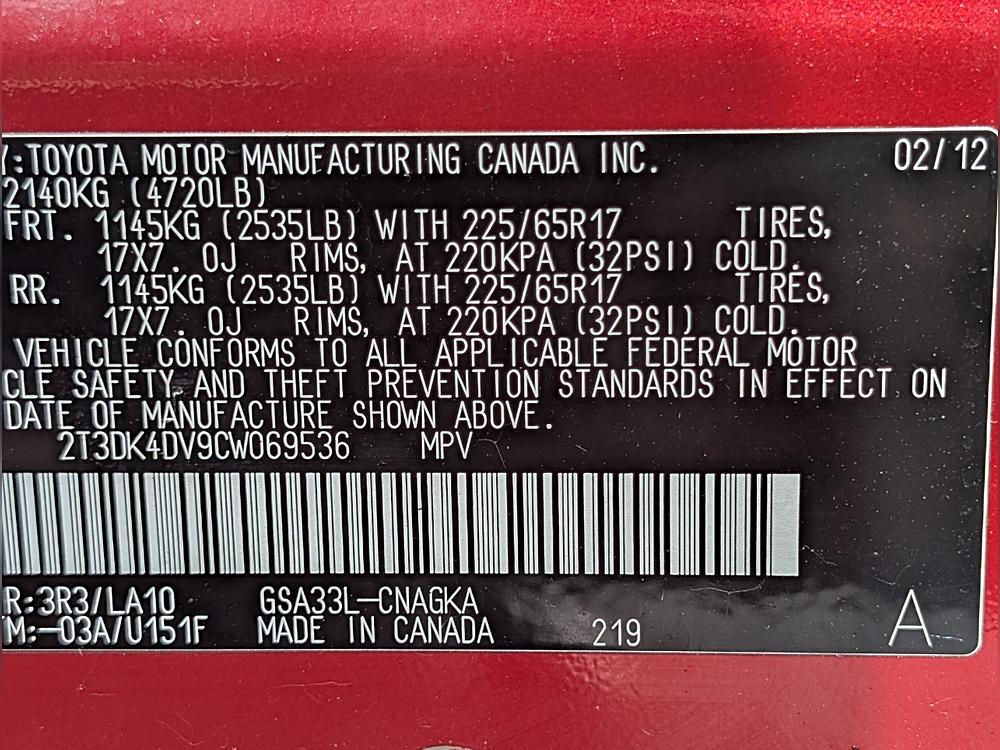 Y:TOYOTA MOTOR MANUFACTURING CANADA INC. 02/12
2140KG (4720LB)
FRT. 1145KG (2535LB) WITH 225/65R17 TIRES,
17X7. 0J RIMS, AT 220KPA (32PSI) COLD.
RR. 1145KG (2535LB) WITH 225/65R17 TIRES,
17X7. 0J RIMS, AT 220KPA (32PSI) COLD.
VEHICLE CONFORMS TO ALL APPLICABLE FEDERAL MOTOR
CLE SAFETY AND THEFT PREVENTION STANDARDS IN EFFECT ON
DATE OF MANUFACTURE SHOWN ABOVE.
2T3DK4DV9CW069536 MPV
R:3R3/LA10 GSA33L-CNAGKA
M:-03A/U151F MADE IN CANADA 219 A